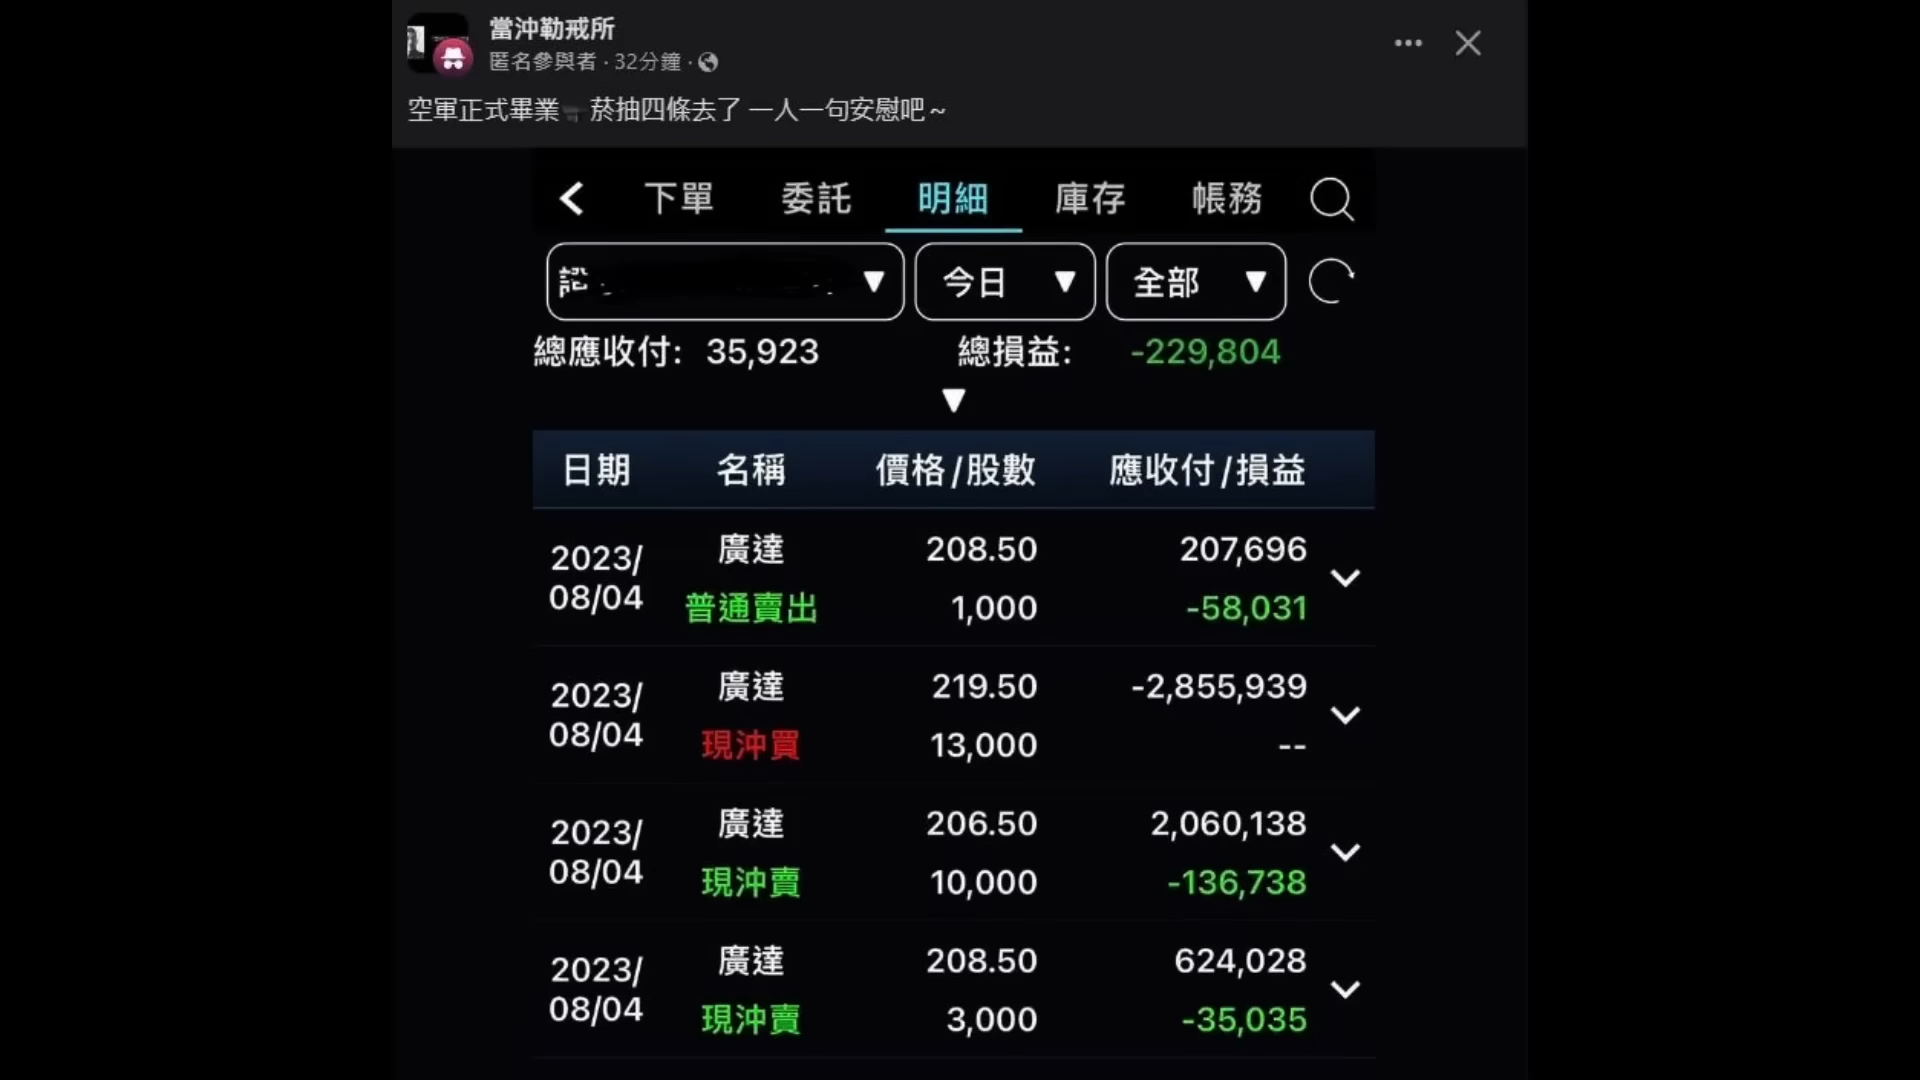 當沖勒戒所
匿名參與者 · 32分鐘 ·
空軍正式畢業 菸抽四條去了 一人一句安慰吧~
下單 委託 明細 庫存 帳務
證 今日 全部
總應收付: 35,923 總損益: -229,804
日期 名稱 價格/股數 應收付/損益
2023/ 廣達 208.50 207,696
08/04 普通賣出 1,000 -58,031
2023/ 廣達 219.50 -2,855,939
08/04 現沖買 13,000 --
2023/ 廣達 206.50 2,060,138
08/04 現沖賣 10,000 -136,738
2023/ 廣達 208.50 624,028
08/04 現沖賣 3,000 -35,035